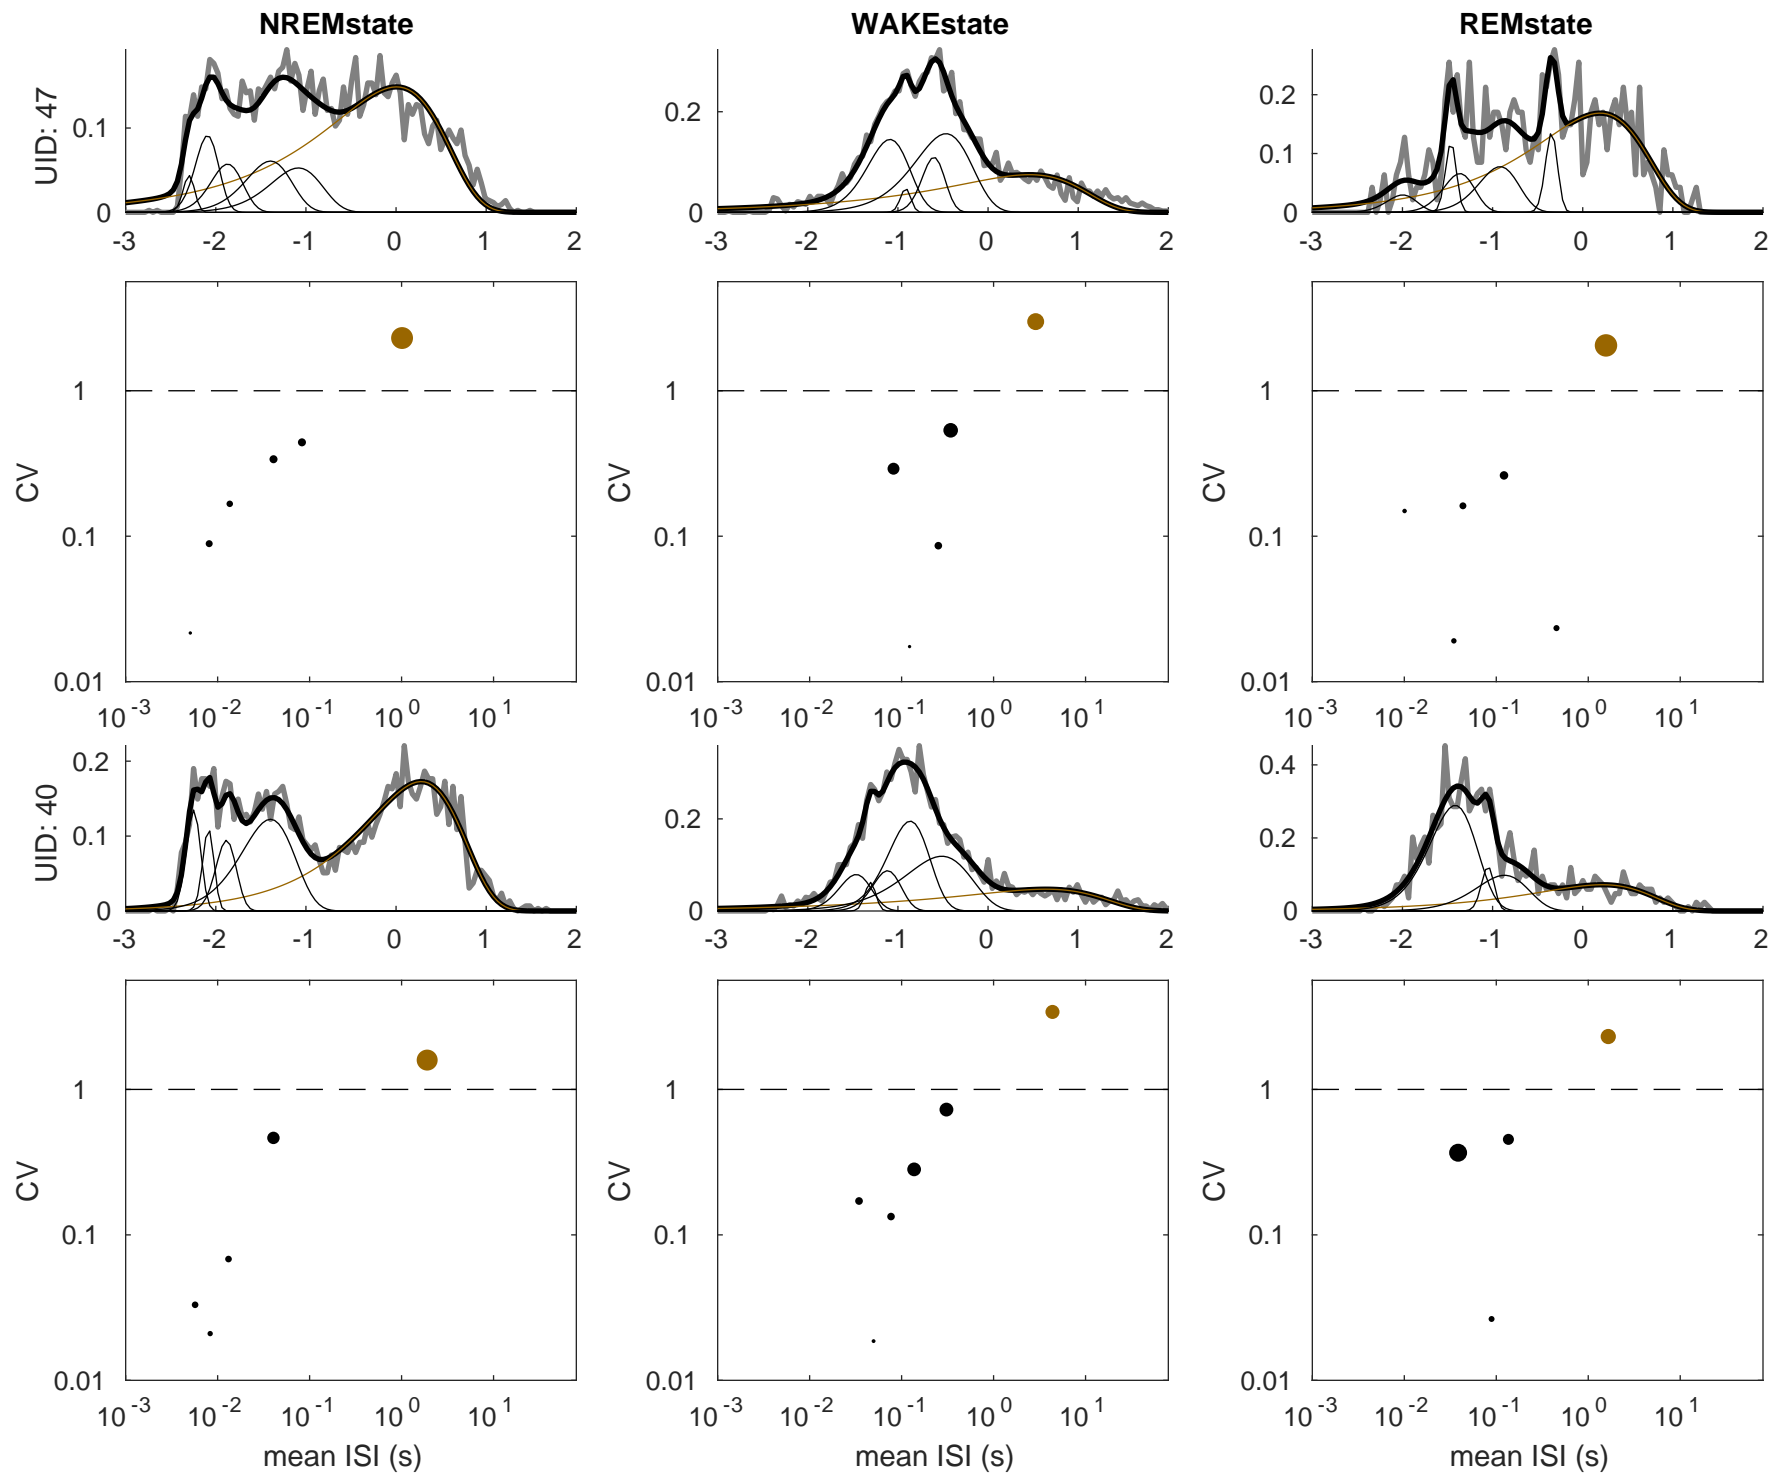 NREMstate WAKEstate REMstate
UID: 47
0.1
0
0.2
0
0.2
0.1
0
-3 -2 -1 0 1 2
-3 -2 -1 0 1 2
-3 -2 -1 0 1 2
CV
1
0.1
0.01
CV
1
0.1
0.01
CV
1
0.1
0.01
10^-3 10^-2 10^-1 10^0 10^1
10^-3 10^-2 10^-1 10^0 10^1
10^-3 10^-2 10^-1 10^0 10^1
UID: 40
0.2
0.1
0
0.2
0
0.4
0.2
0
-3 -2 -1 0 1 2
-3 -2 -1 0 1 2
-3 -2 -1 0 1 2
CV
1
0.1
0.01
CV
1
0.1
0.01
CV
1
0.1
0.01
10^-3 10^-2 10^-1 10^0 10^1
10^-3 10^-2 10^-1 10^0 10^1
10^-3 10^-2 10^-1 10^0 10^1
mean ISI (s) mean ISI (s) mean ISI (s)